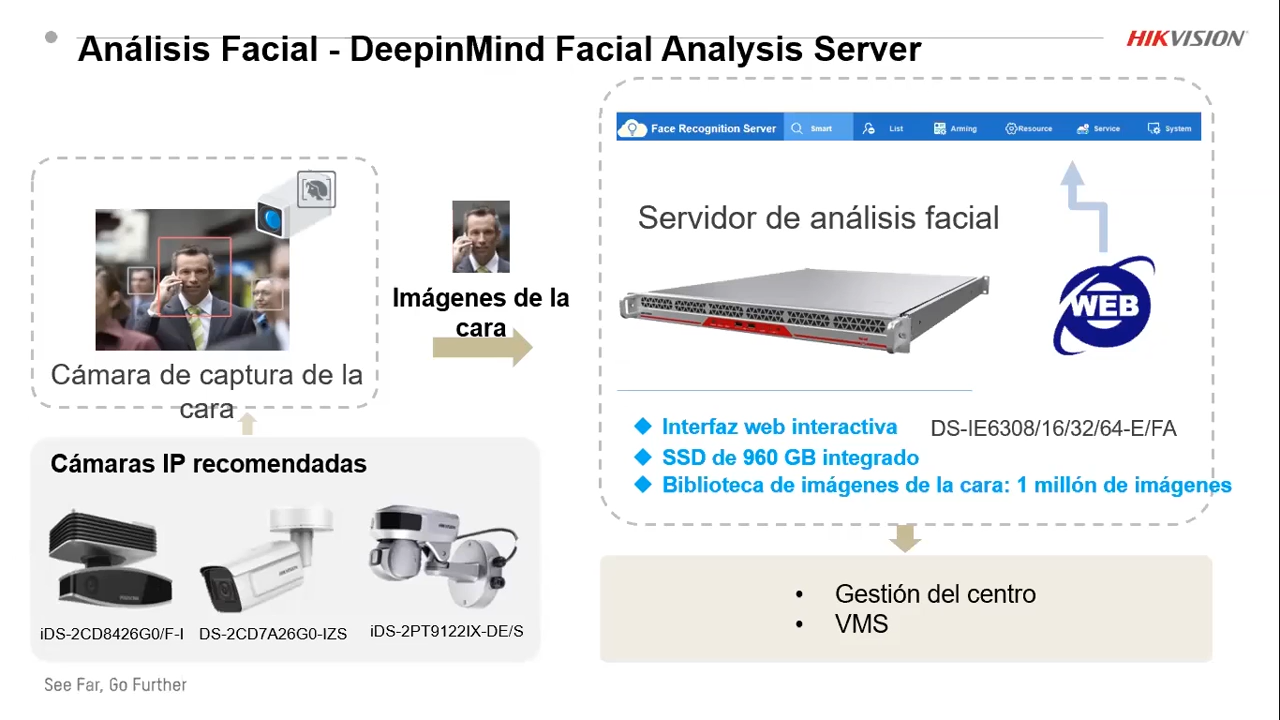 Análisis Facial - DeepinMind Facial Analysis Server
HIKVISION
Face Recognition Server
Smart
List
Arming
Resource
Service
System
Cámara de captura de la
cara
Imágenes de la
cara
Servidor de análisis facial
WEB
Interfaz web interactiva
DS-IE6308/16/32/64-E/FA
SSD de 960 GB integrado
Biblioteca de imágenes de la cara: 1 millón de imágenes
Cámaras IP recomendadas
HIKVISION
HIKVISION
iDS-2CD8426G0/F-I
DS-2CD7A26G0-IZS
iDS-2PT9122IX-DE/S
• Gestión del centro
• VMS
See Far, Go Further